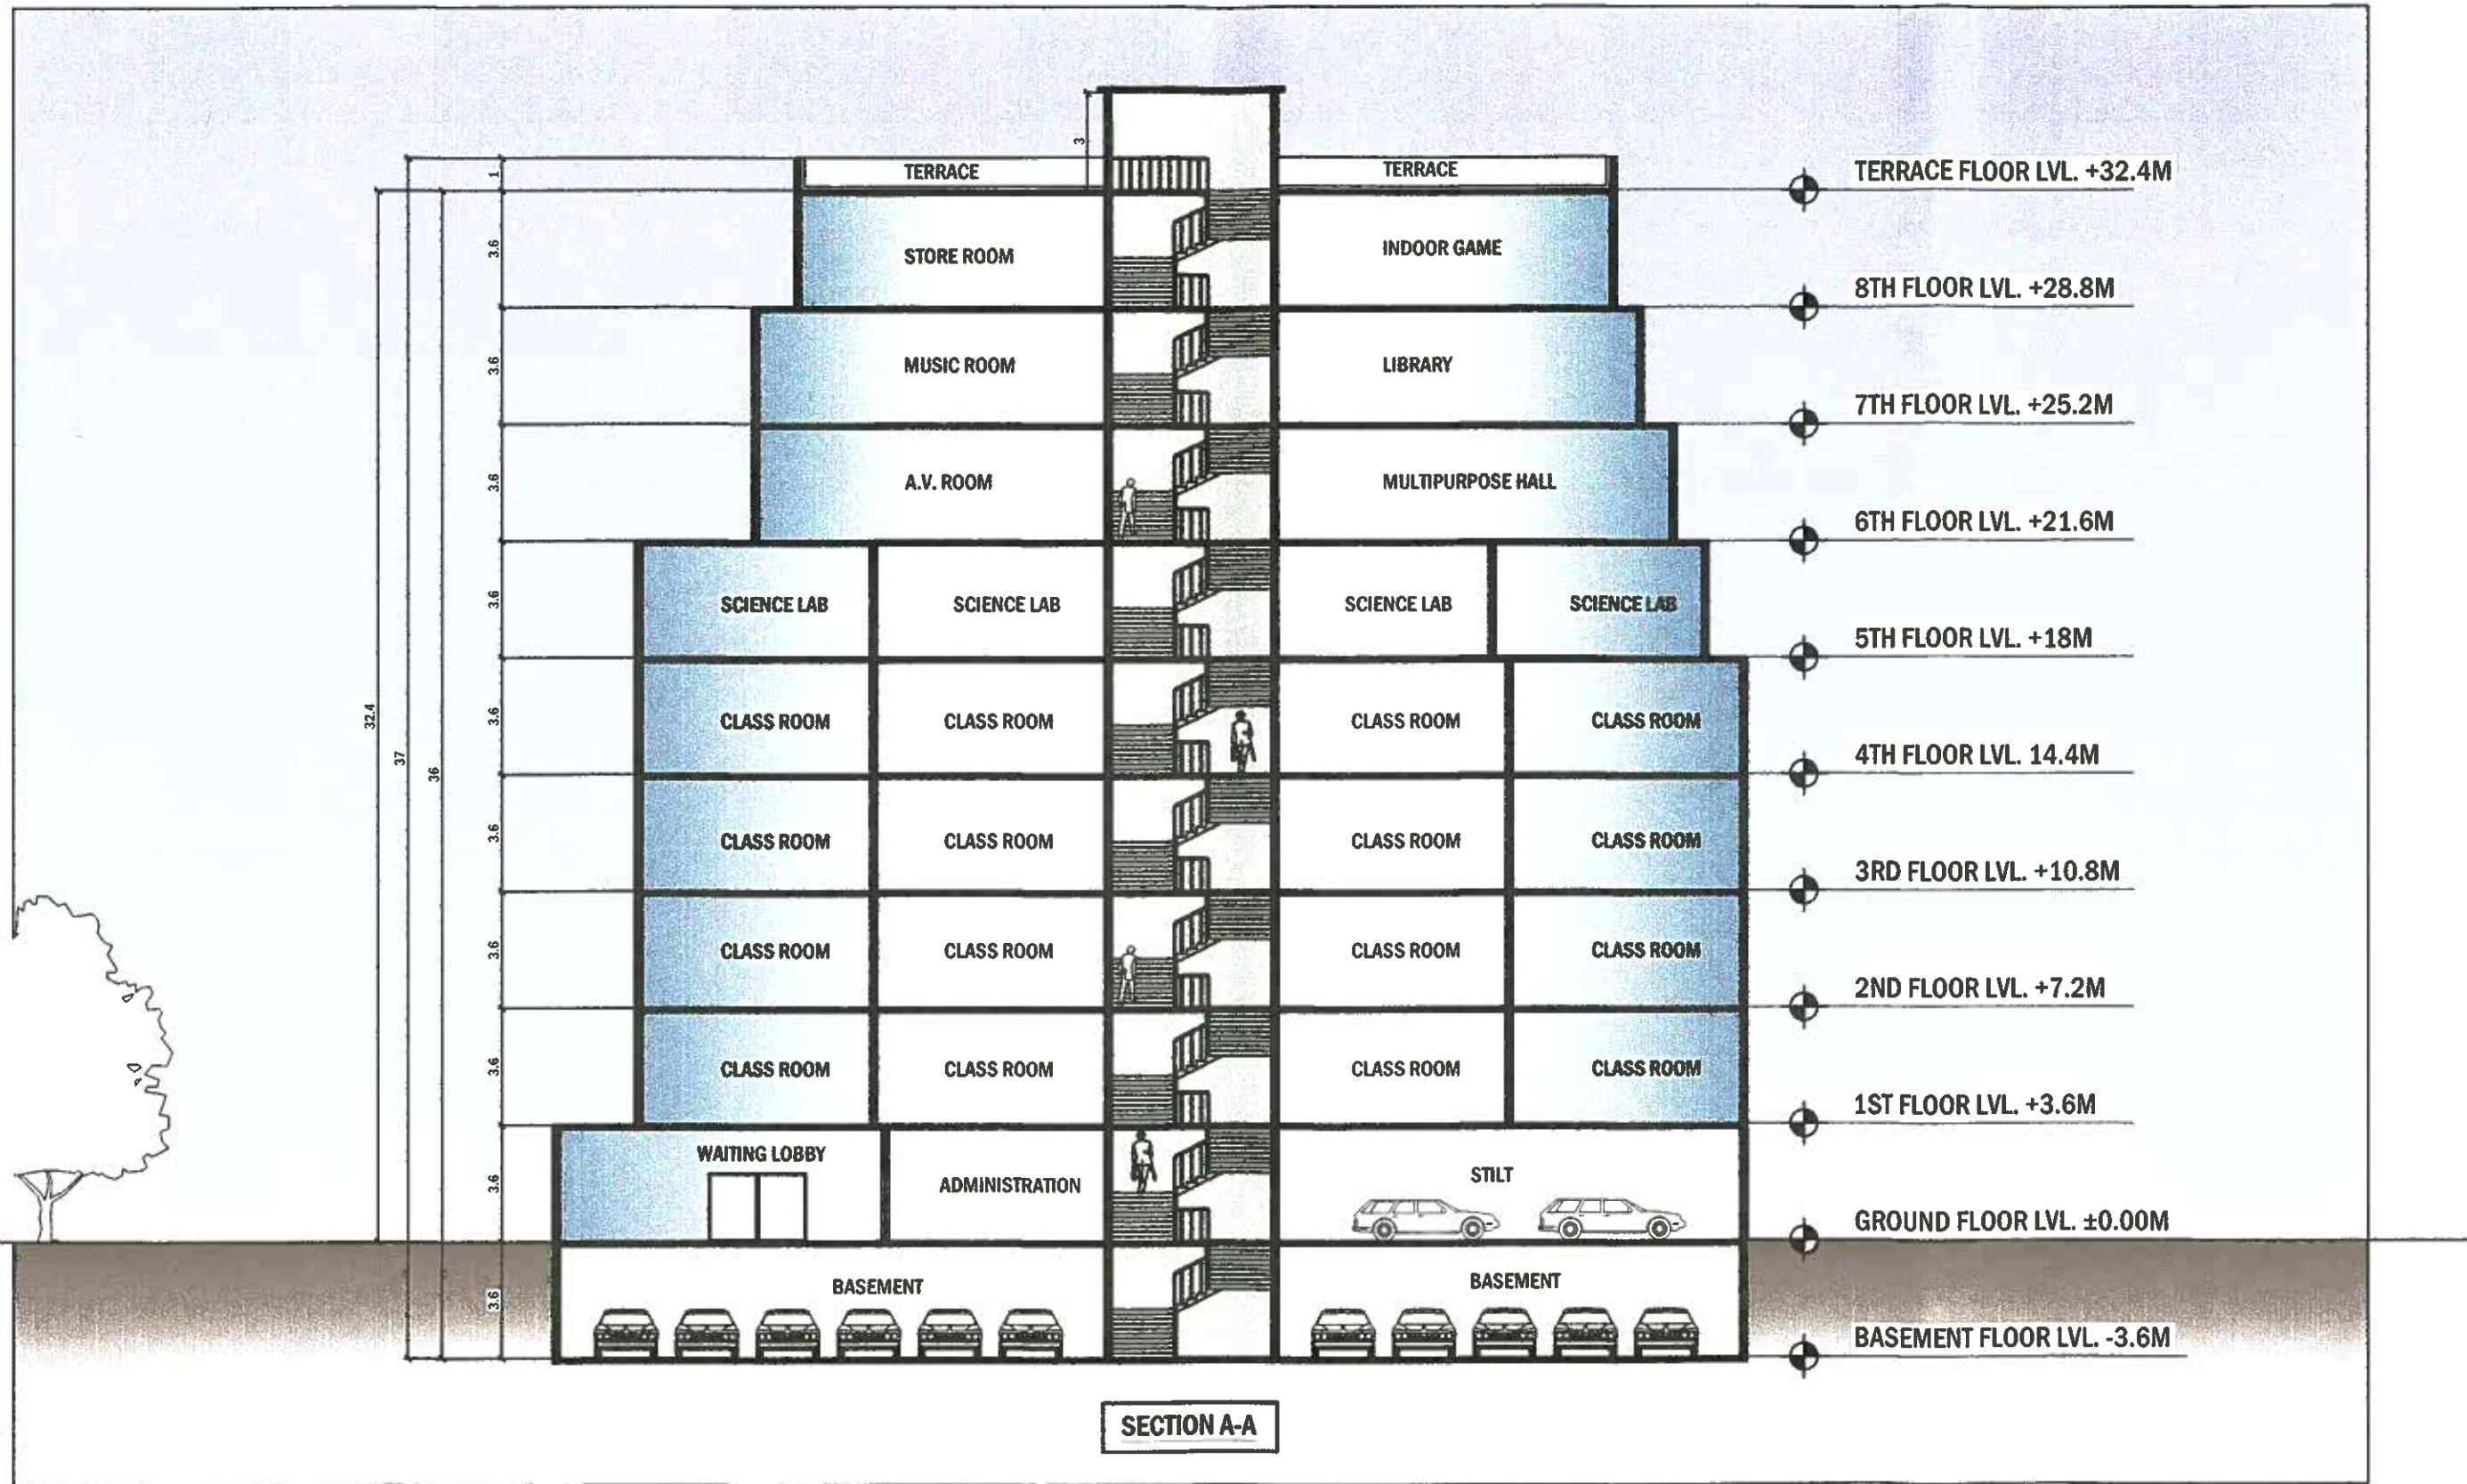 3
1
TERRACE
TERRACE
TERRACE FLOOR LVL. +32.4M
3.6
STORE ROOM
INDOOR GAME
8TH FLOOR LVL. +28.8M
3.6
MUSIC ROOM
LIBRARY
7TH FLOOR LVL. +25.2M
3.6
A.V. ROOM
MULTIPURPOSE HALL
6TH FLOOR LVL. +21.6M
3.6
SCIENCE LAB
SCIENCE LAB
SCIENCE LAB
SCIENCE LAB
5TH FLOOR LVL. +18M
32.4
37
36
3.6
CLASS ROOM
CLASS ROOM
CLASS ROOM
CLASS ROOM
4TH FLOOR LVL. 14.4M
3.6
CLASS ROOM
CLASS ROOM
CLASS ROOM
CLASS ROOM
3RD FLOOR LVL. +10.8M
3.6
CLASS ROOM
CLASS ROOM
CLASS ROOM
CLASS ROOM
2ND FLOOR LVL. +7.2M
3.6
CLASS ROOM
CLASS ROOM
CLASS ROOM
CLASS ROOM
1ST FLOOR LVL. +3.6M
3.6
WAITING LOBBY
ADMINISTRATION
STILT
GROUND FLOOR LVL. ±0.00M
3.6
BASEMENT
BASEMENT
BASEMENT FLOOR LVL. -3.6M
SECTION A-A